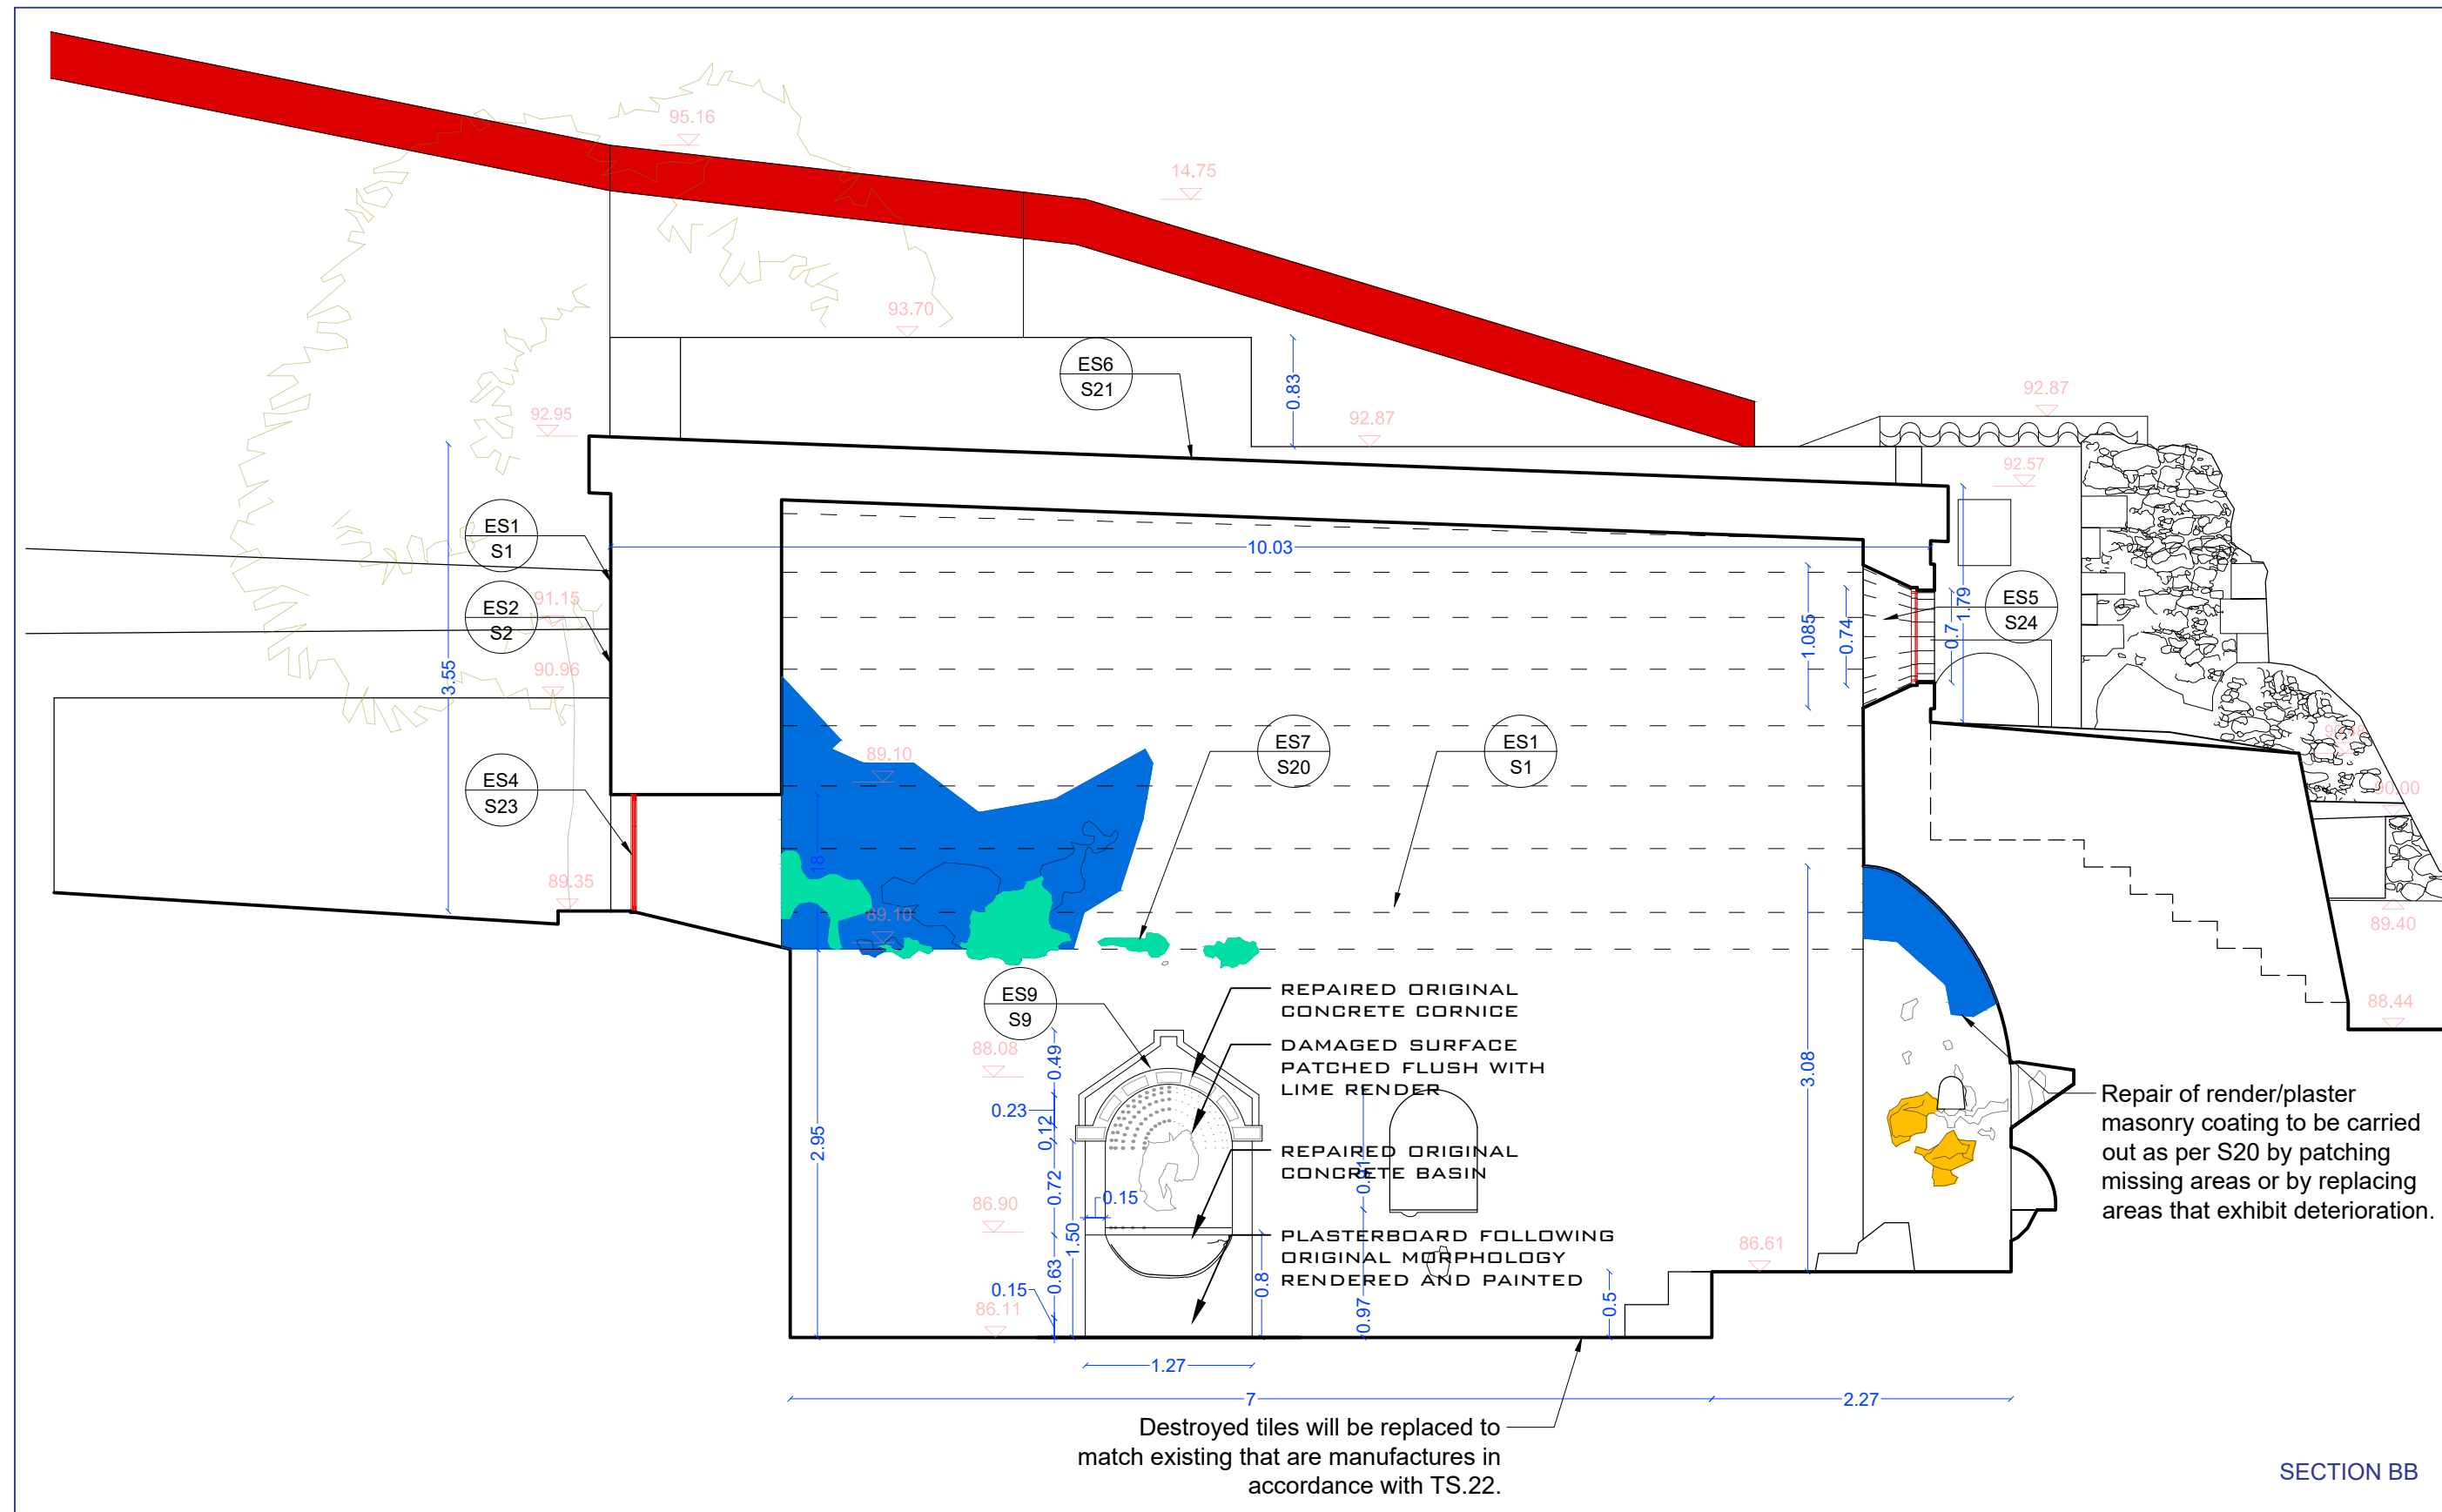 95.16
14.75
93.70
ES6
S21
0.83
92.95
92.87
92.87
92.57
ES1
S1
10.03
ES2
S2
91.15
3.55
90.96
1.085
0.74
0.7
1.79
ES5
S24
ES4
S23
89.10
ES7
S20
ES1
S1
90.00
18
89.35
89.10
89.40
88.44
ES9
S9
REPAIRED ORIGINAL
CONCRETE CORNICE
88.08
0.49
DAMAGED SURFACE
PATCHED FLUSH WITH
LIME RENDER
0.23
0.12
2.95
3.08
Repair of render/plaster
masonry coating to be carried
out as per S20 by patching
missing areas or by replacing
areas that exhibit deterioration.
REPAIRED ORIGINAL
CONCRETE BASIN
0.72
0.15
86.90
1.50
PLASTERBOARD FOLLOWING
ORIGINAL MORPHOLOGY
RENDERED AND PAINTED
86.61
0.63
0.15
0.8
0.97
0.5
86.11
1.27
7
2.27
Destroyed tiles will be replaced to
match existing that are manufactures in
accordance with TS.22.
SECTION BB